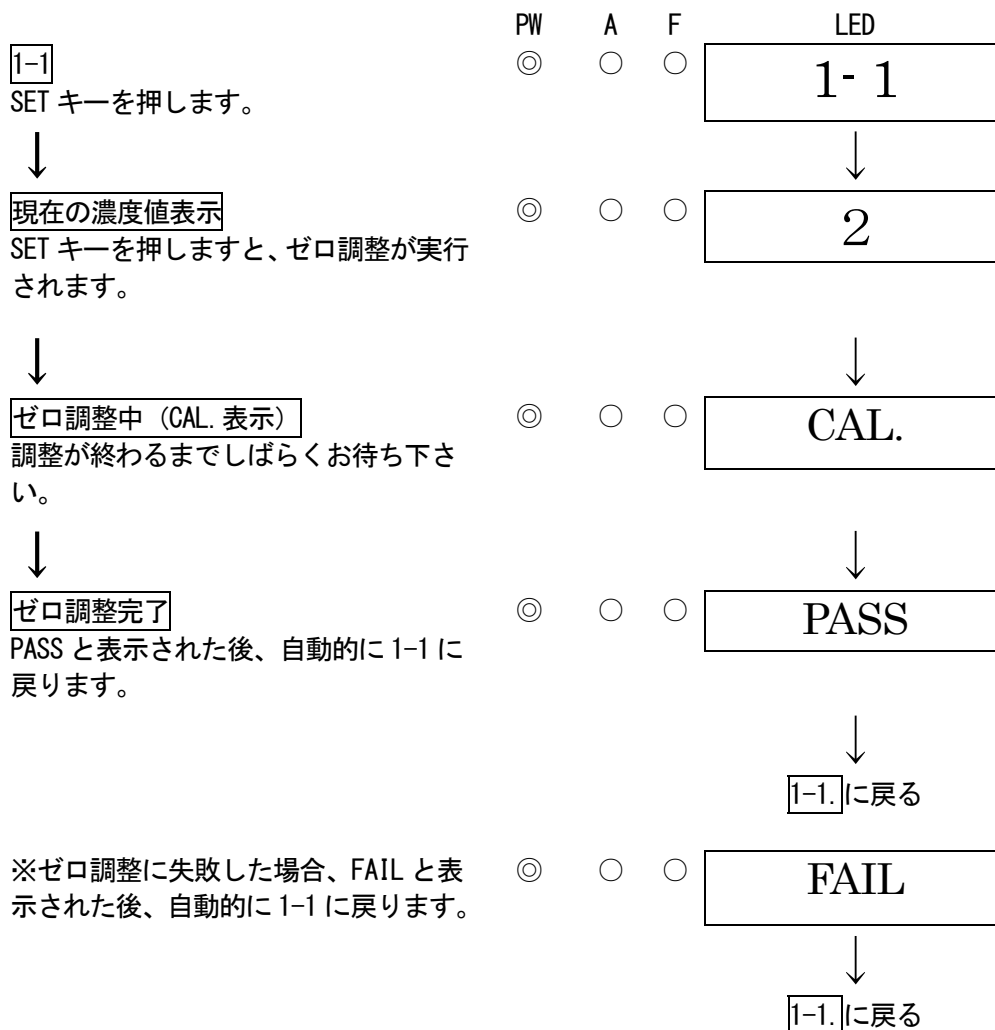 PW A F LED
1-1 ◎ ○ ○ 1-1
SET キーを押します。
↓ ↓
現在の濃度値表示 ◎ ○ ○ 2
SET キーを押しますと、ゼロ調整が実行
されます。
↓ ↓
ゼロ調整中（CAL.表示） ◎ ○ ○ CAL.
調整が終わるまでしばらくお待ち下さ
い。
↓ ↓
ゼロ調整完了 ◎ ○ ○ PASS
PASS と表示された後、自動的に 1-1 に
戻ります。
↓
1-1.に戻る
※ゼロ調整に失敗した場合、FAIL と表 ◎ ○ ○ FAIL
示された後、自動的に 1-1 に戻ります。
↓
1-1.に戻る